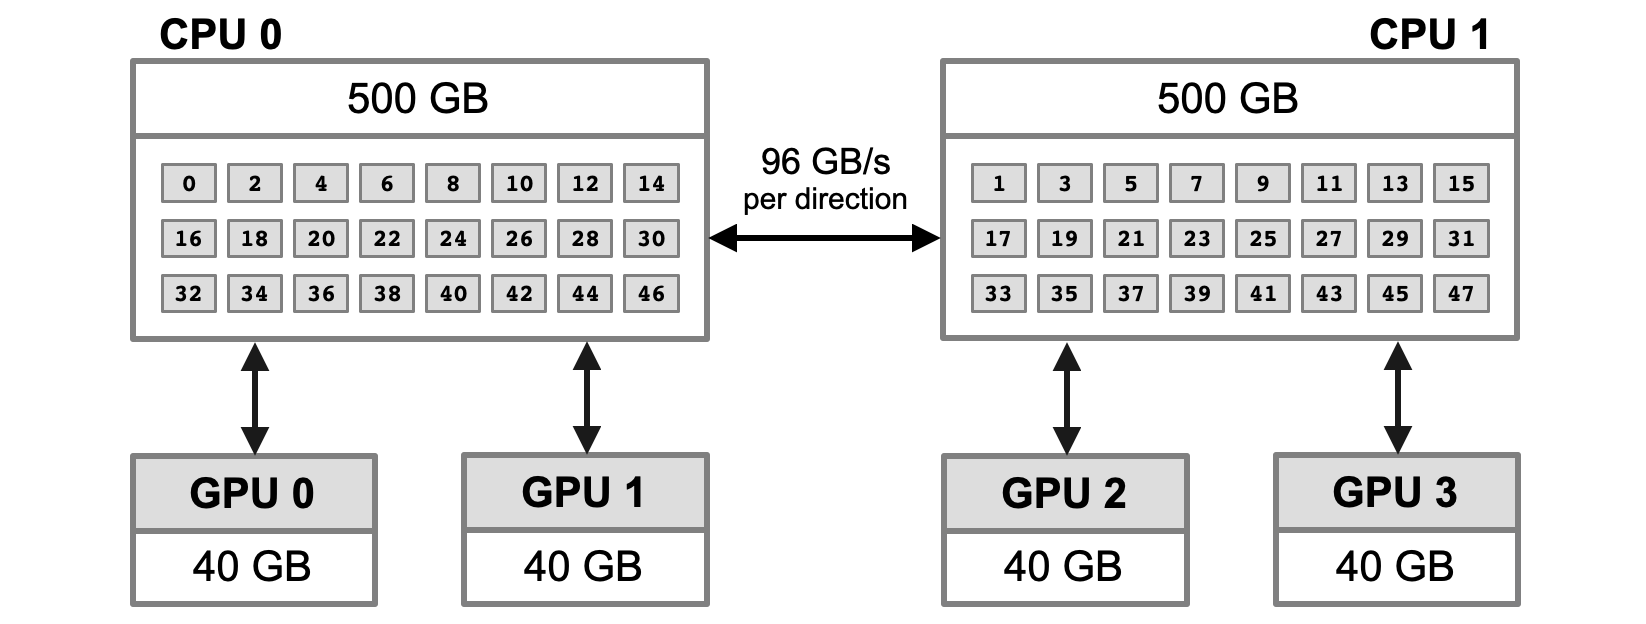 CPU 0
CPU 1
500 GB
500 GB
96 GB/s
per direction
0 2 4 6 8 10 12 14
16 18 20 22 24 26 28 30
32 34 36 38 40 42 44 46
1 3 5 7 9 11 13 15
17 19 21 23 25 27 29 31
33 35 37 39 41 43 45 47
GPU 0
40 GB
GPU 1
40 GB
GPU 2
40 GB
GPU 3
40 GB